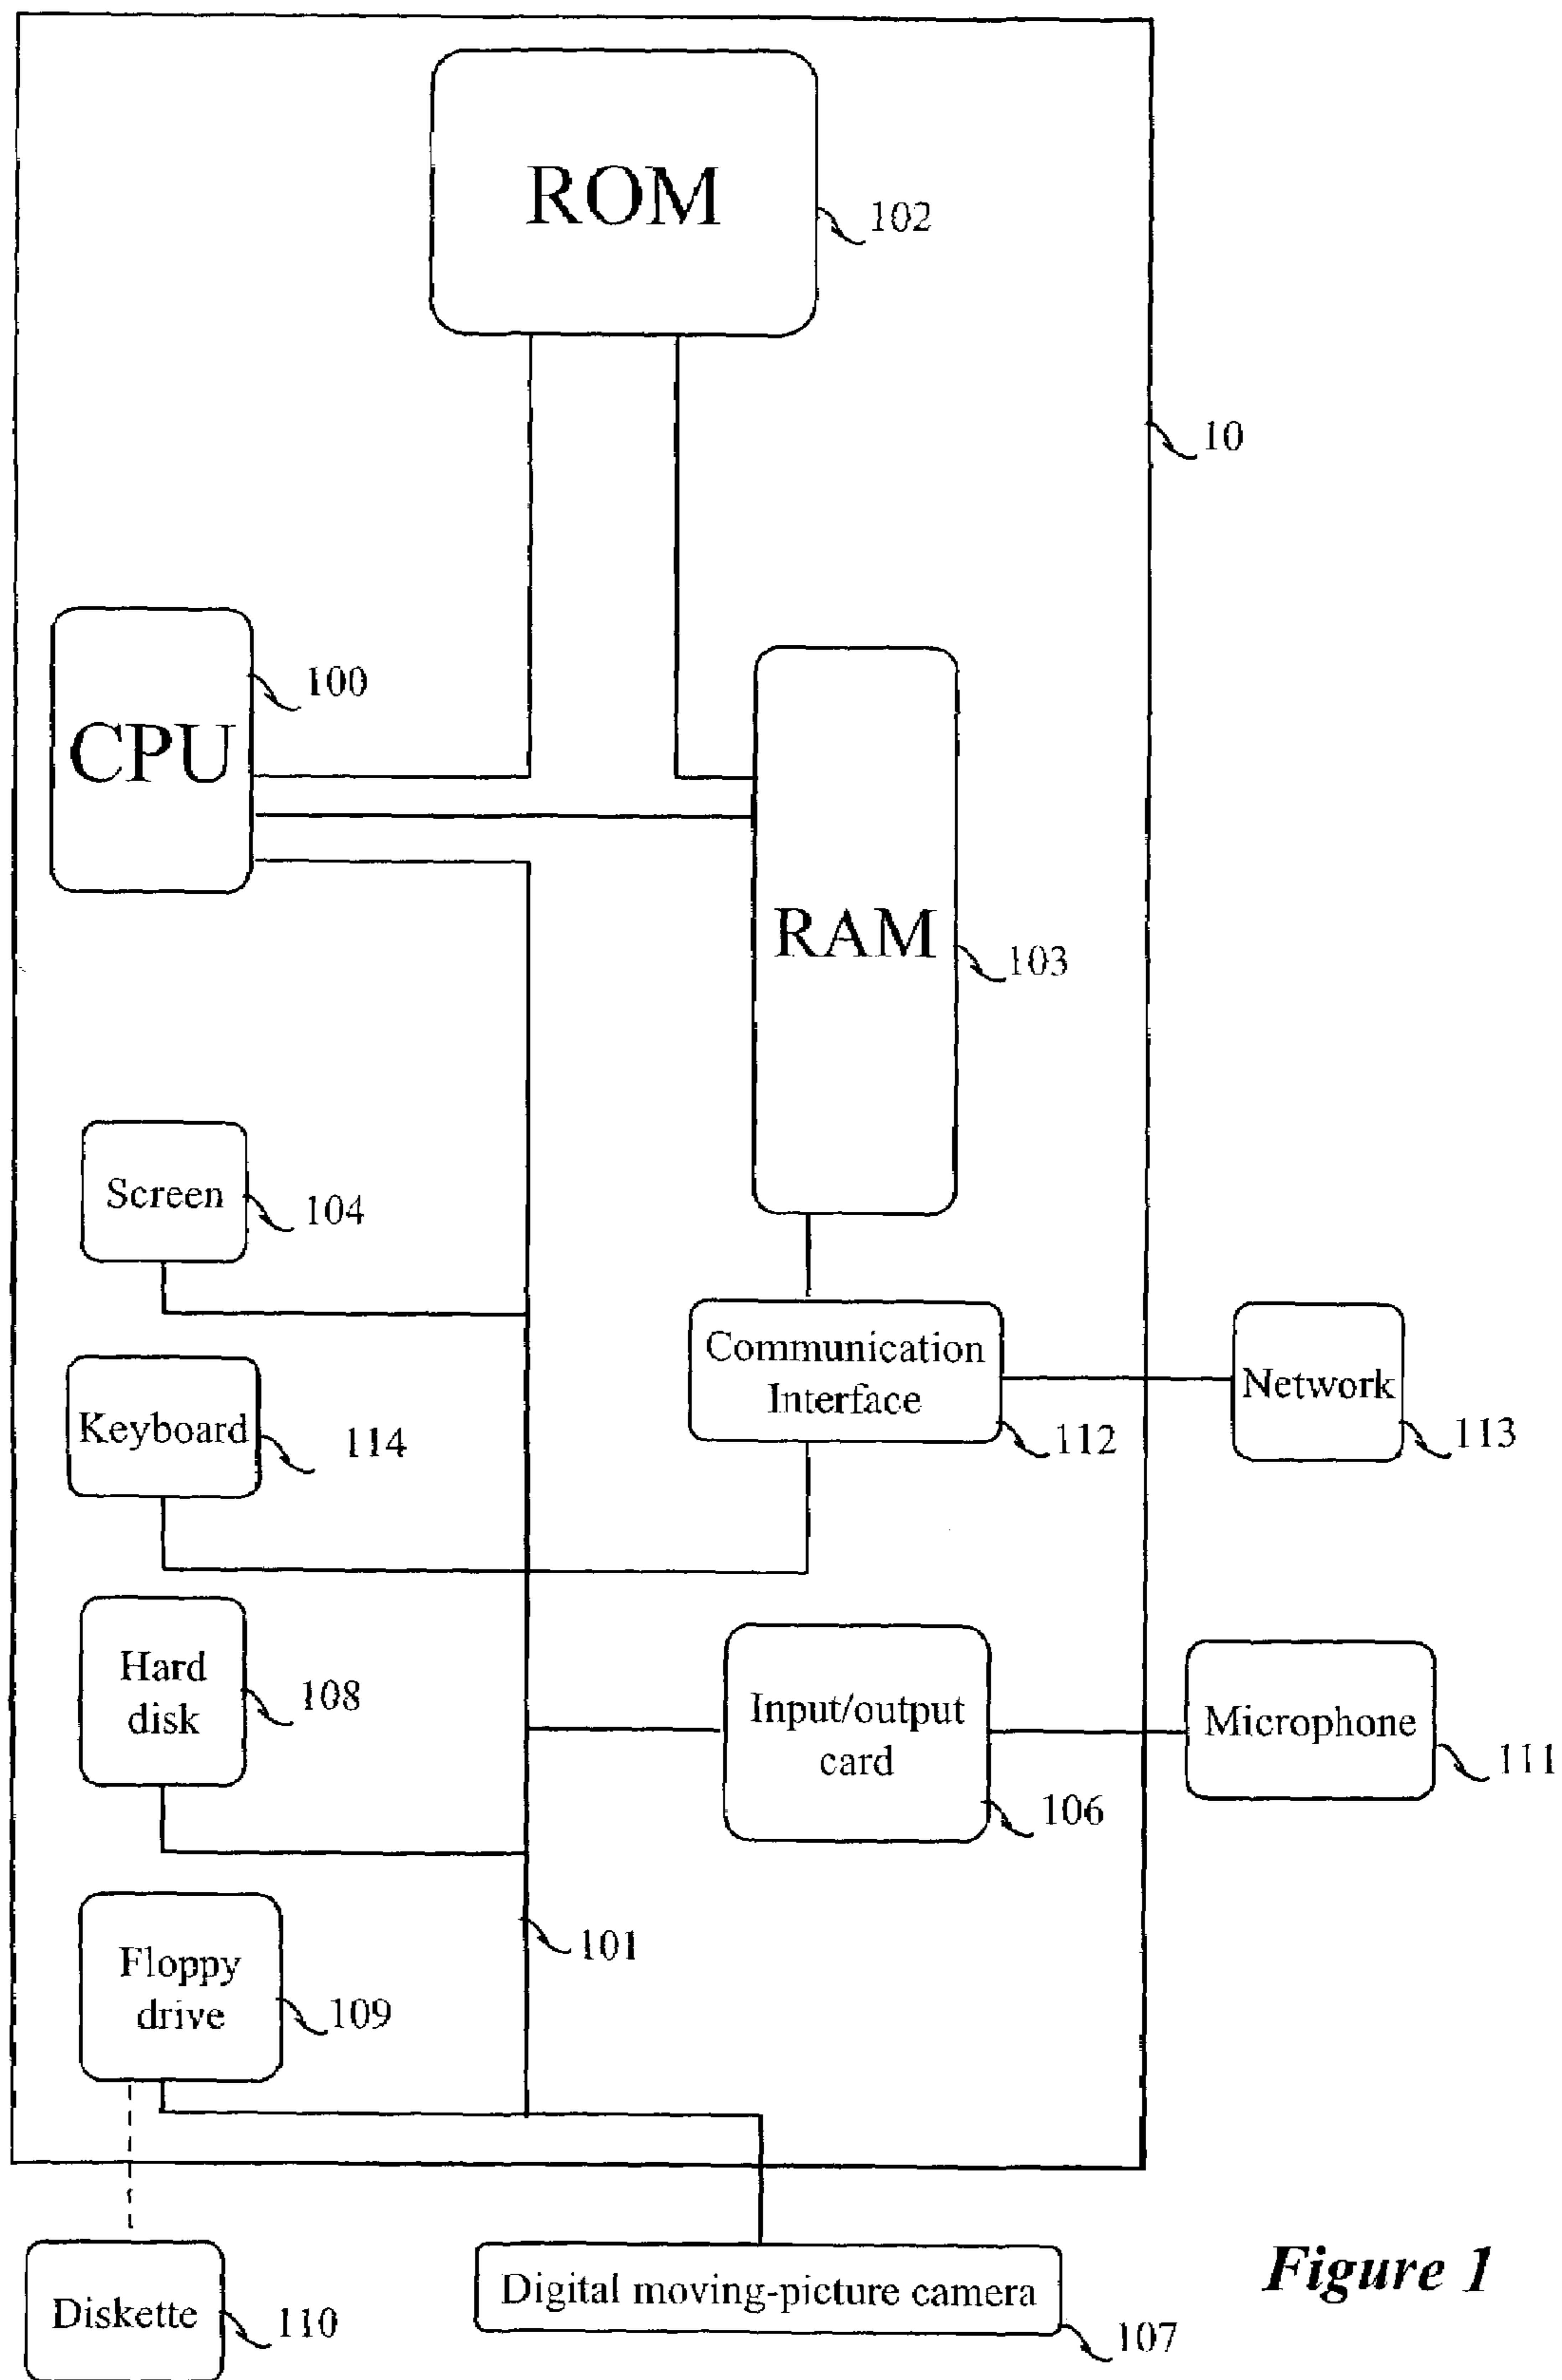 ROM
102
10
100
CPU
RAM
103
Screen
104
Communication
Interface
112
Network
113
Keyboard
114
Hard
disk
108
Input/output
card
106
Microphone
111
101
Floppy
drive
109
Diskette
110
Digital moving-picture camera
107
Figure 1